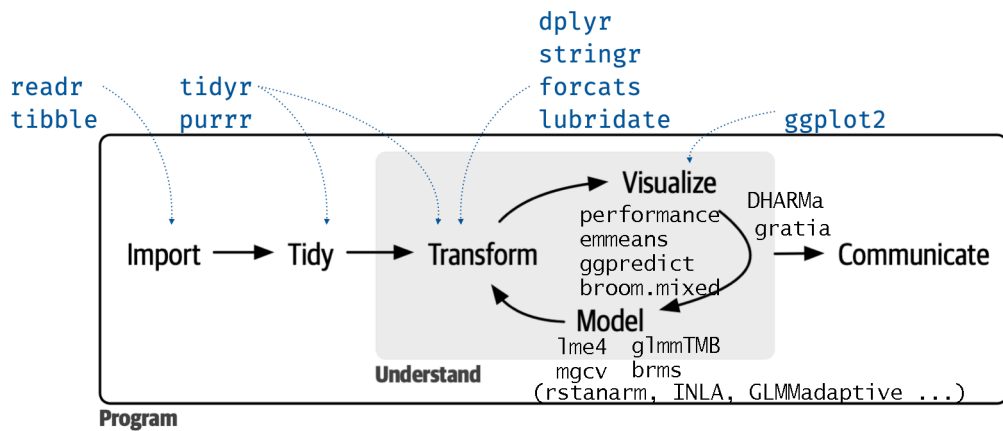 dplyr
stringr
readr tidyr forcats
tibble purrr lubridate ggplot2
Visualize
DHARMa
performance
gratia
emmeans
Import Tidy Transform Communicate
ggpredict
broom.mixed
Model
lme4 glmmTMB
mgcv brms
Understand
(rstanarm, INLA, GLMMadaptive ...)
Program